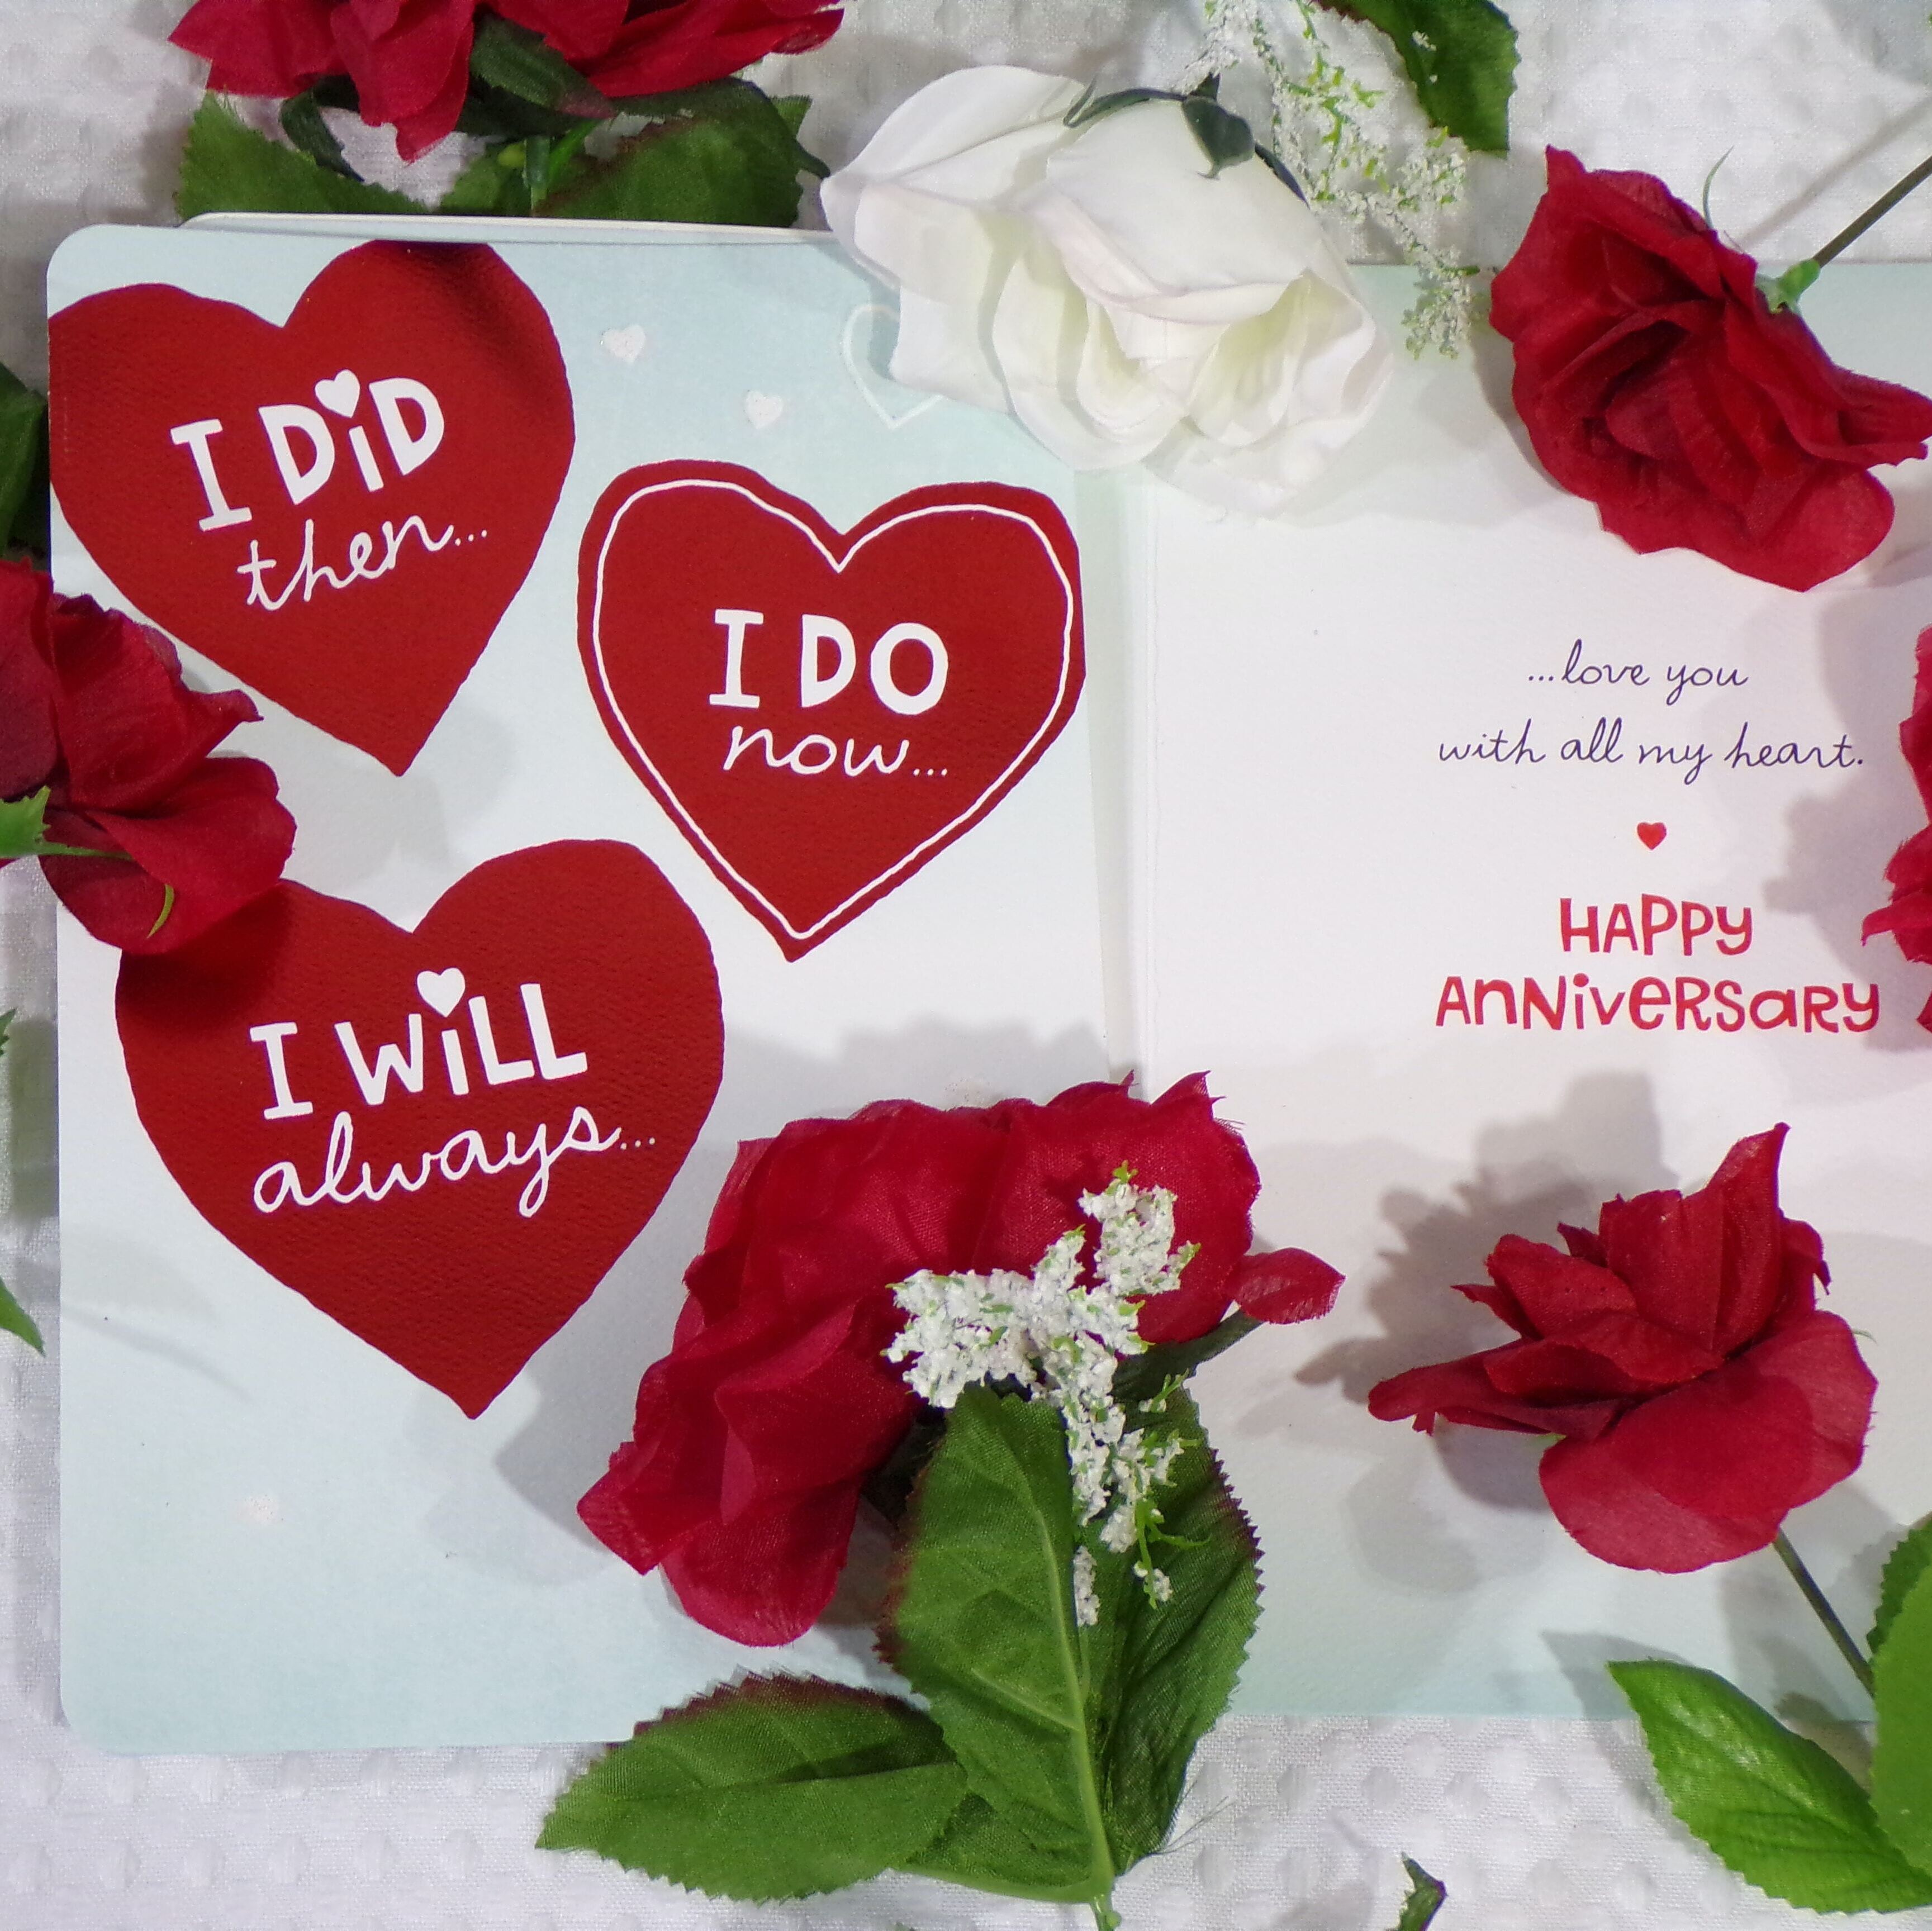 I DiD
then...
I DO
now...
I WiLL
always...
...love you
with all my heart.
HAPPY
ANNiveRSaRY